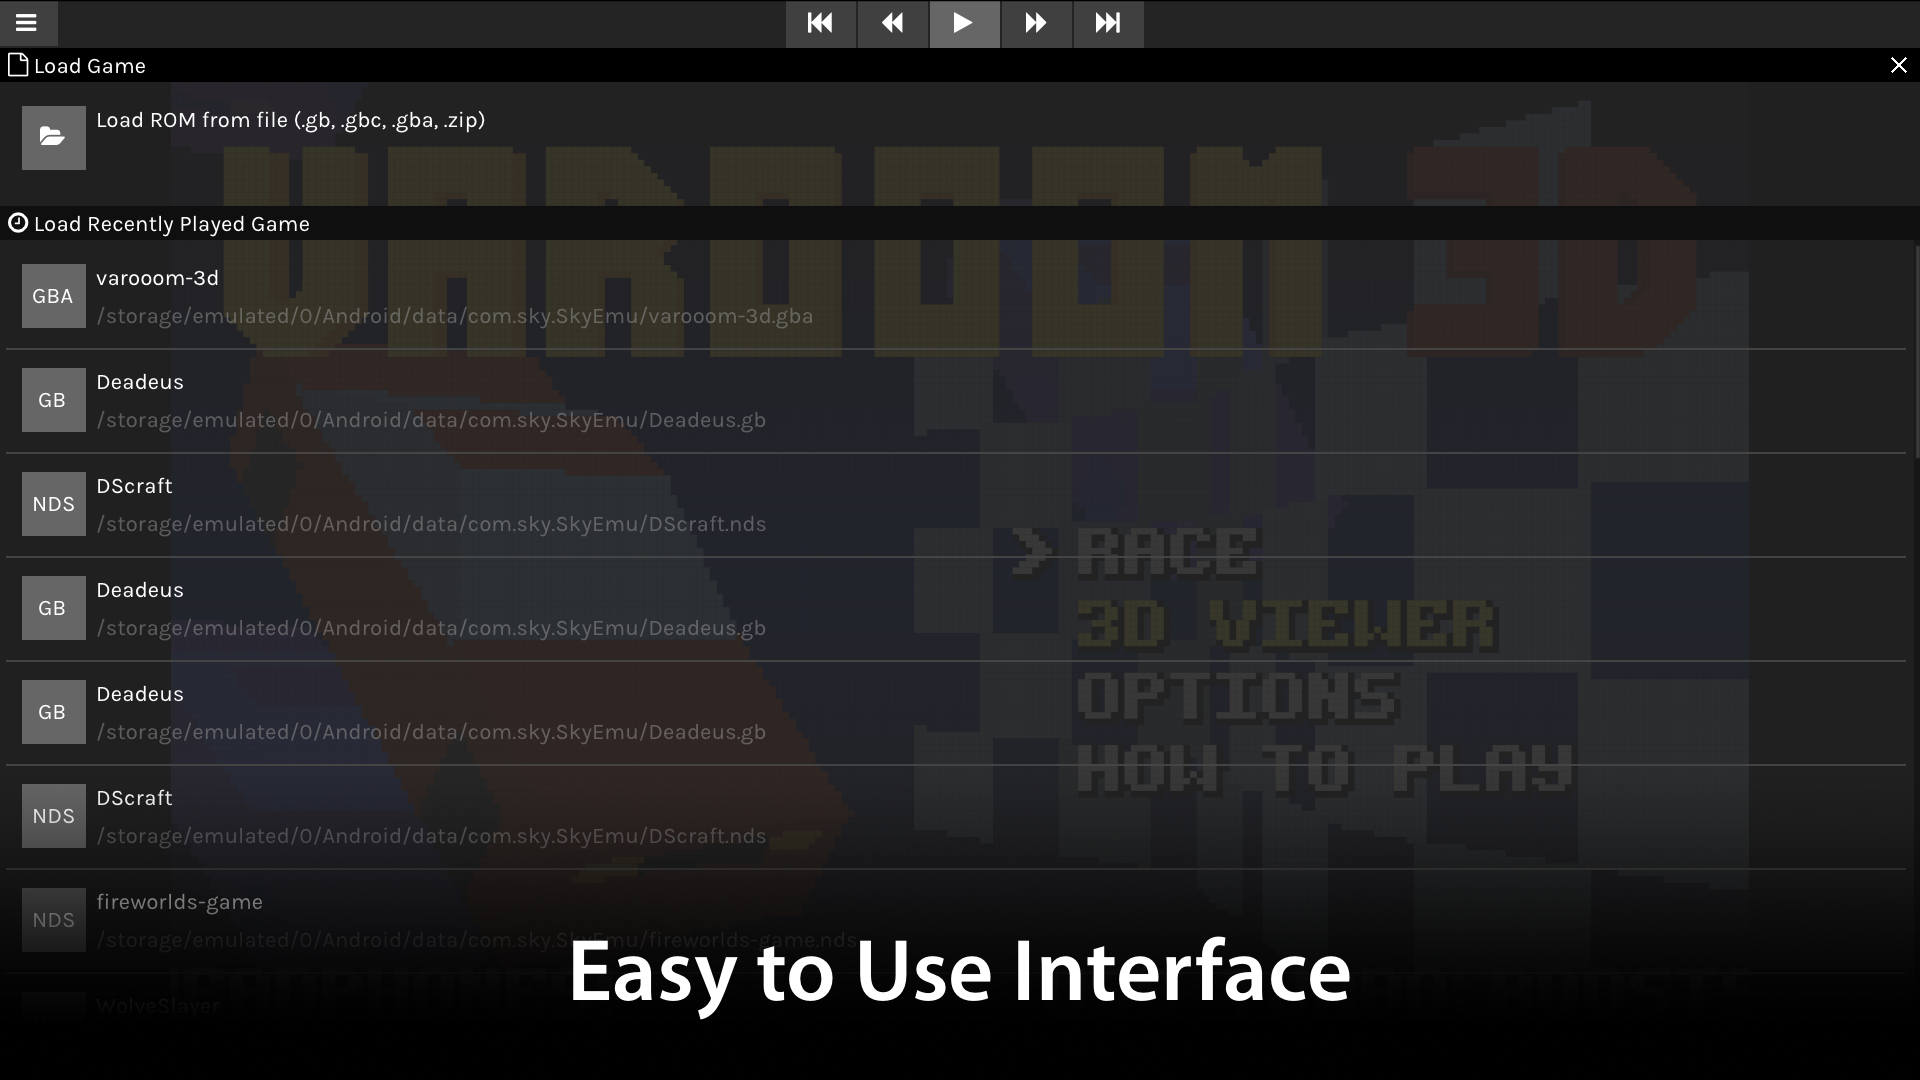 Load Game
Load ROM from file (.gb, .gbc, .gba, .zip)
VAROOOM 3D
Load Recently Played Game
GBA
varooom-3d
/storage/emulated/0/Android/data/com.sky.SkyEmu/varooom-3d.gba
GB
Deadeus
/storage/emulated/0/Android/data/com.sky.SkyEmu/Deadeus.gb
NDS
DScraft
/storage/emulated/0/Android/data/com.sky.SkyEmu/DScraft.nds
> RACE
GB
Deadeus
/storage/emulated/0/Android/data/com.sky.SkyEmu/Deadeus.gb
3D VIEWER
GB
Deadeus
/storage/emulated/0/Android/data/com.sky.SkyEmu/Deadeus.gb
OPTIONS
HOW TO PLAY
NDS
DScraft
/storage/emulated/0/Android/data/com.sky.SkyEmu/DScraft.nds
NDS
fireworlds-game
/storage/emulated/0/Android/data/com.sky.SkyEmu/fireworlds-game.nds
Easy to Use Interface
WolveSlayer